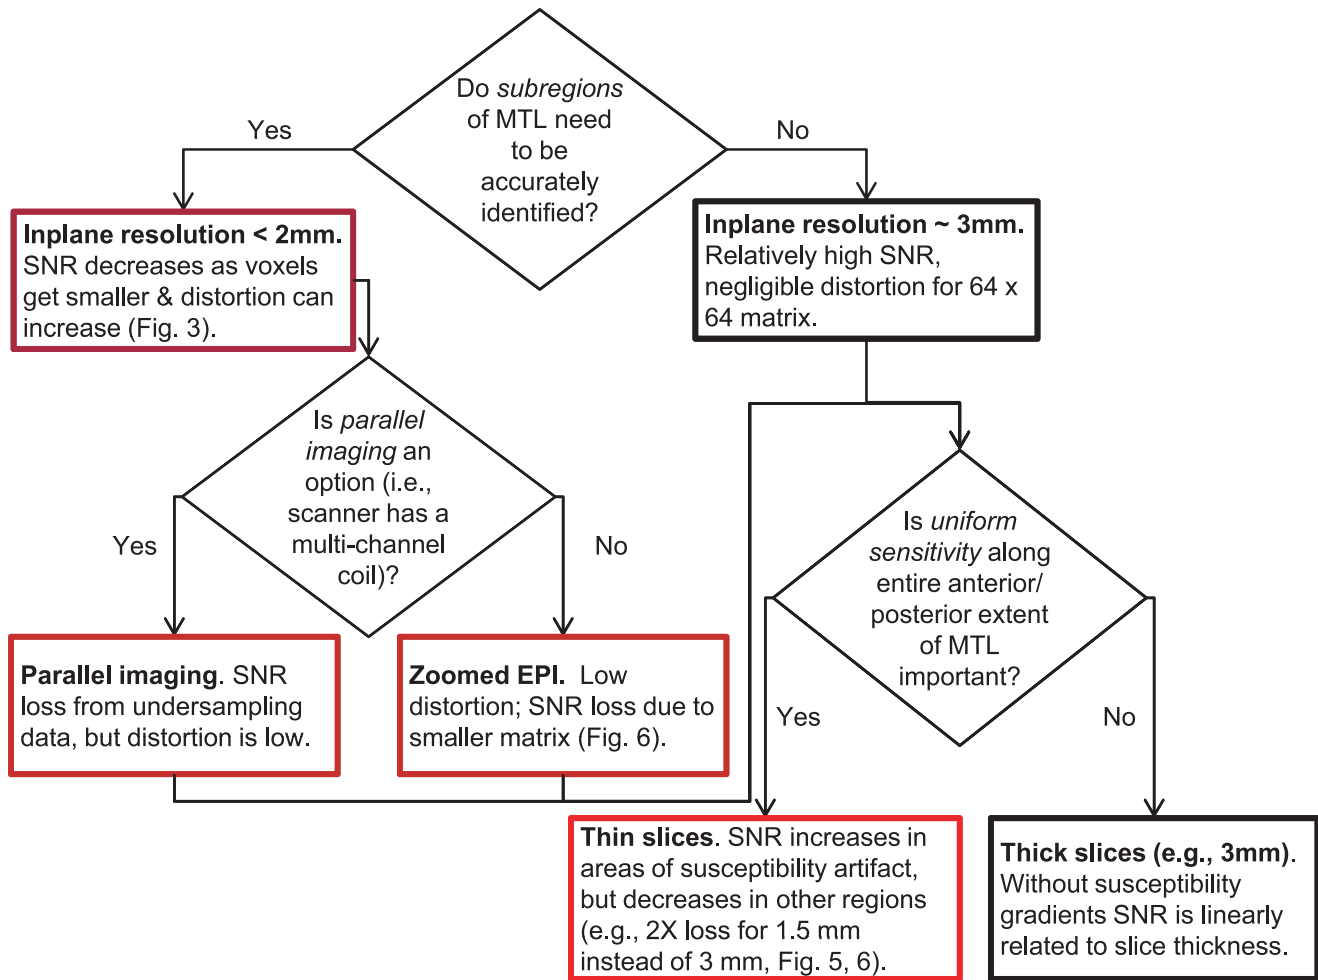 Do subregions
of MTL need
to be
accurately
identified?
Yes
No
Inplane resolution < 2mm.
SNR decreases as voxels
get smaller & distortion can
increase (Fig. 3).
Inplane resolution ~ 3mm.
Relatively high SNR,
negligible distortion for 64 x
64 matrix.
Is parallel
imaging an
option (i.e.,
scanner has a
multi-channel
coil)?
Yes
No
Is uniform
sensitivity along
entire anterior/
posterior extent
of MTL
important?
Yes
No
Parallel imaging. SNR
loss from undersampling
data, but distortion is low.
Zoomed EPI. Low
distortion; SNR loss due to
smaller matrix (Fig. 6).
Thin slices. SNR increases in
areas of susceptibility artifact,
but decreases in other regions
(e.g., 2X loss for 1.5 mm
instead of 3 mm, Fig. 5, 6).
Thick slices (e.g., 3mm).
Without susceptibility
gradients SNR is linearly
related to slice thickness.